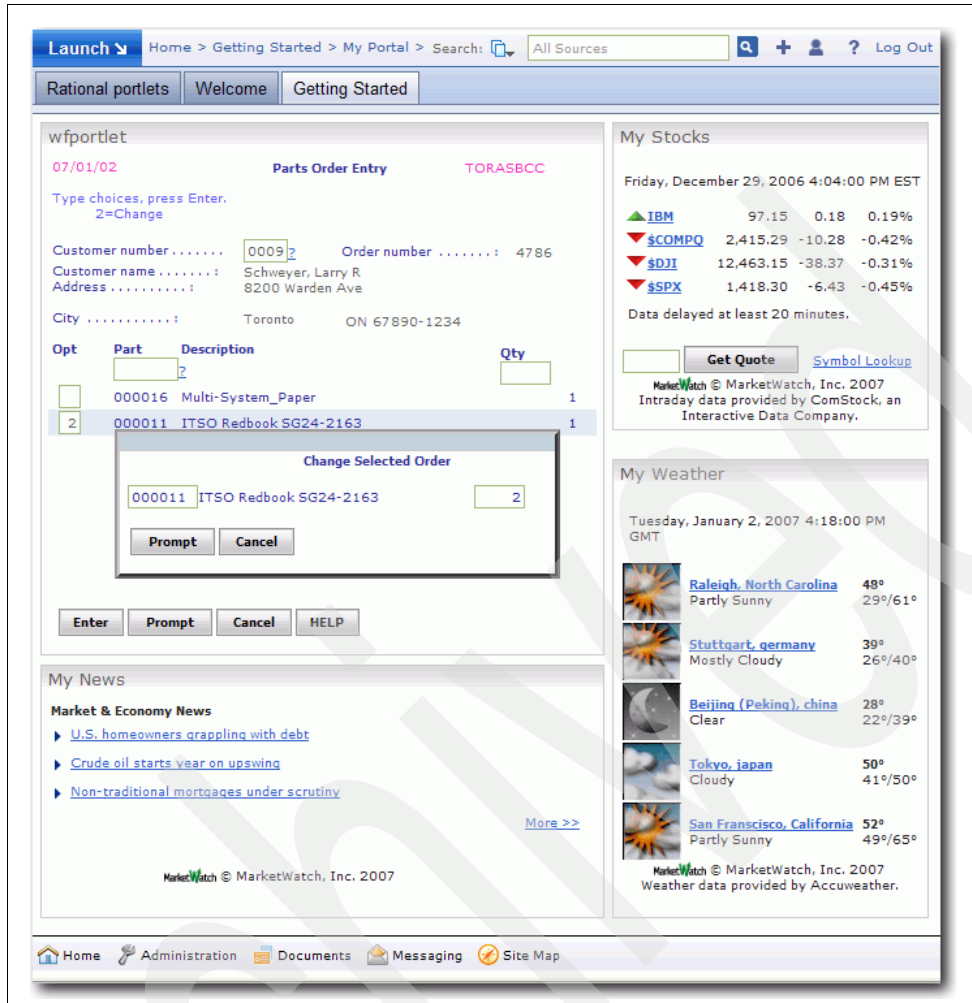 Launch Home > Getting Started > My Portal > Search: All Sources ? Log Out
Rational portlets Welcome Getting Started
wfportlet
07/01/02 Parts Order Entry TORASBCC
Type choices, press Enter.
2=Change
Customer number . . . . . . . 0009 ? Order number . . . . . . . : 4786
Customer name . . . . . . . : Schweyer, Larry R
Address . . . . . . . . . . : 8200 Warden Ave
City . . . . . . . . . . . : Toronto ON 67890-1234
Opt Part Description Qty
?
000016 Multi-System_Paper 1
2 000011 ITSO Redbook SG24-2163 1
Change Selected Order
000011 ITSO Redbook SG24-2163 2
Prompt Cancel
Enter Prompt Cancel HELP
My News
Market & Economy News
U.S. homeowners grappling with debt
Crude oil starts year on upswing
Non-traditional mortgages under scrutiny
More >>
MarketWatch © MarketWatch, Inc. 2007
My Stocks
Friday, December 29, 2006 4:04:00 PM EST
IBM 97.15 0.18 0.19%
$COMPQ 2,415.29 -10.28 -0.42%
$DJI 12,463.15 -38.37 -0.31%
$SPX 1,418.30 -6.43 -0.45%
Data delayed at least 20 minutes.
Get Quote Symbol Lookup
MarketWatch © MarketWatch, Inc. 2007
Intraday data provided by ComStock, an
Interactive Data Company.
My Weather
Tuesday, January 2, 2007 4:18:00 PM
GMT
Raleigh, North Carolina 48°
Partly Sunny 29°/61°
Stuttgart, germany 39°
Mostly Cloudy 26°/40°
Beijing (Peking), china 28°
Clear 22°/39°
Tokyo, japan 50°
Cloudy 41°/50°
San Franscisco, California 52°
Partly Sunny 49°/65°
MarketWatch © MarketWatch, Inc. 2007
Weather data provided by Accuweather.
Home Administration Documents Messaging Site Map